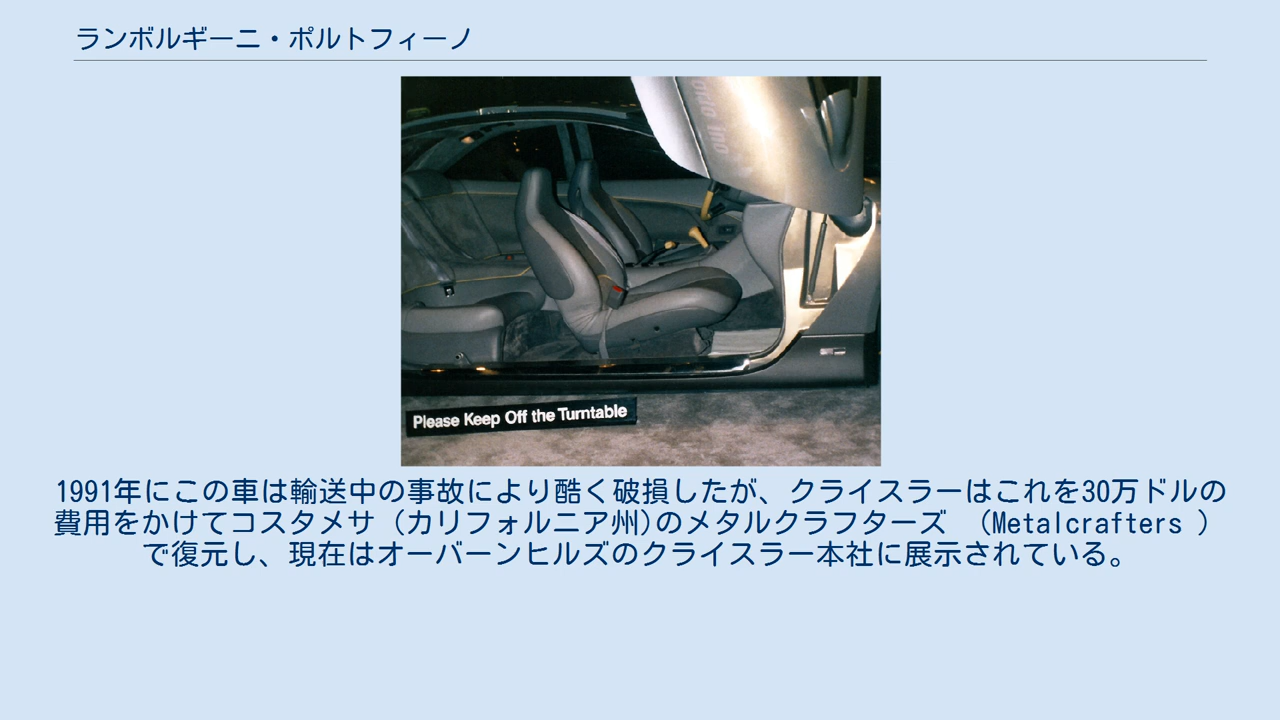 ランボルギーニ・ポルトフィーノ
Please Keep Off the Turntable
1991年にこの車は輸送中の事故により酷く破損したが、クライスラーはこれを30万ドルの
費用をかけてコスタメサ (カリフォルニア州)のメタルクラフターズ (Metalcrafters )
で復元し、現在はオーバーンヒルズのクライスラー本社に展示されている。